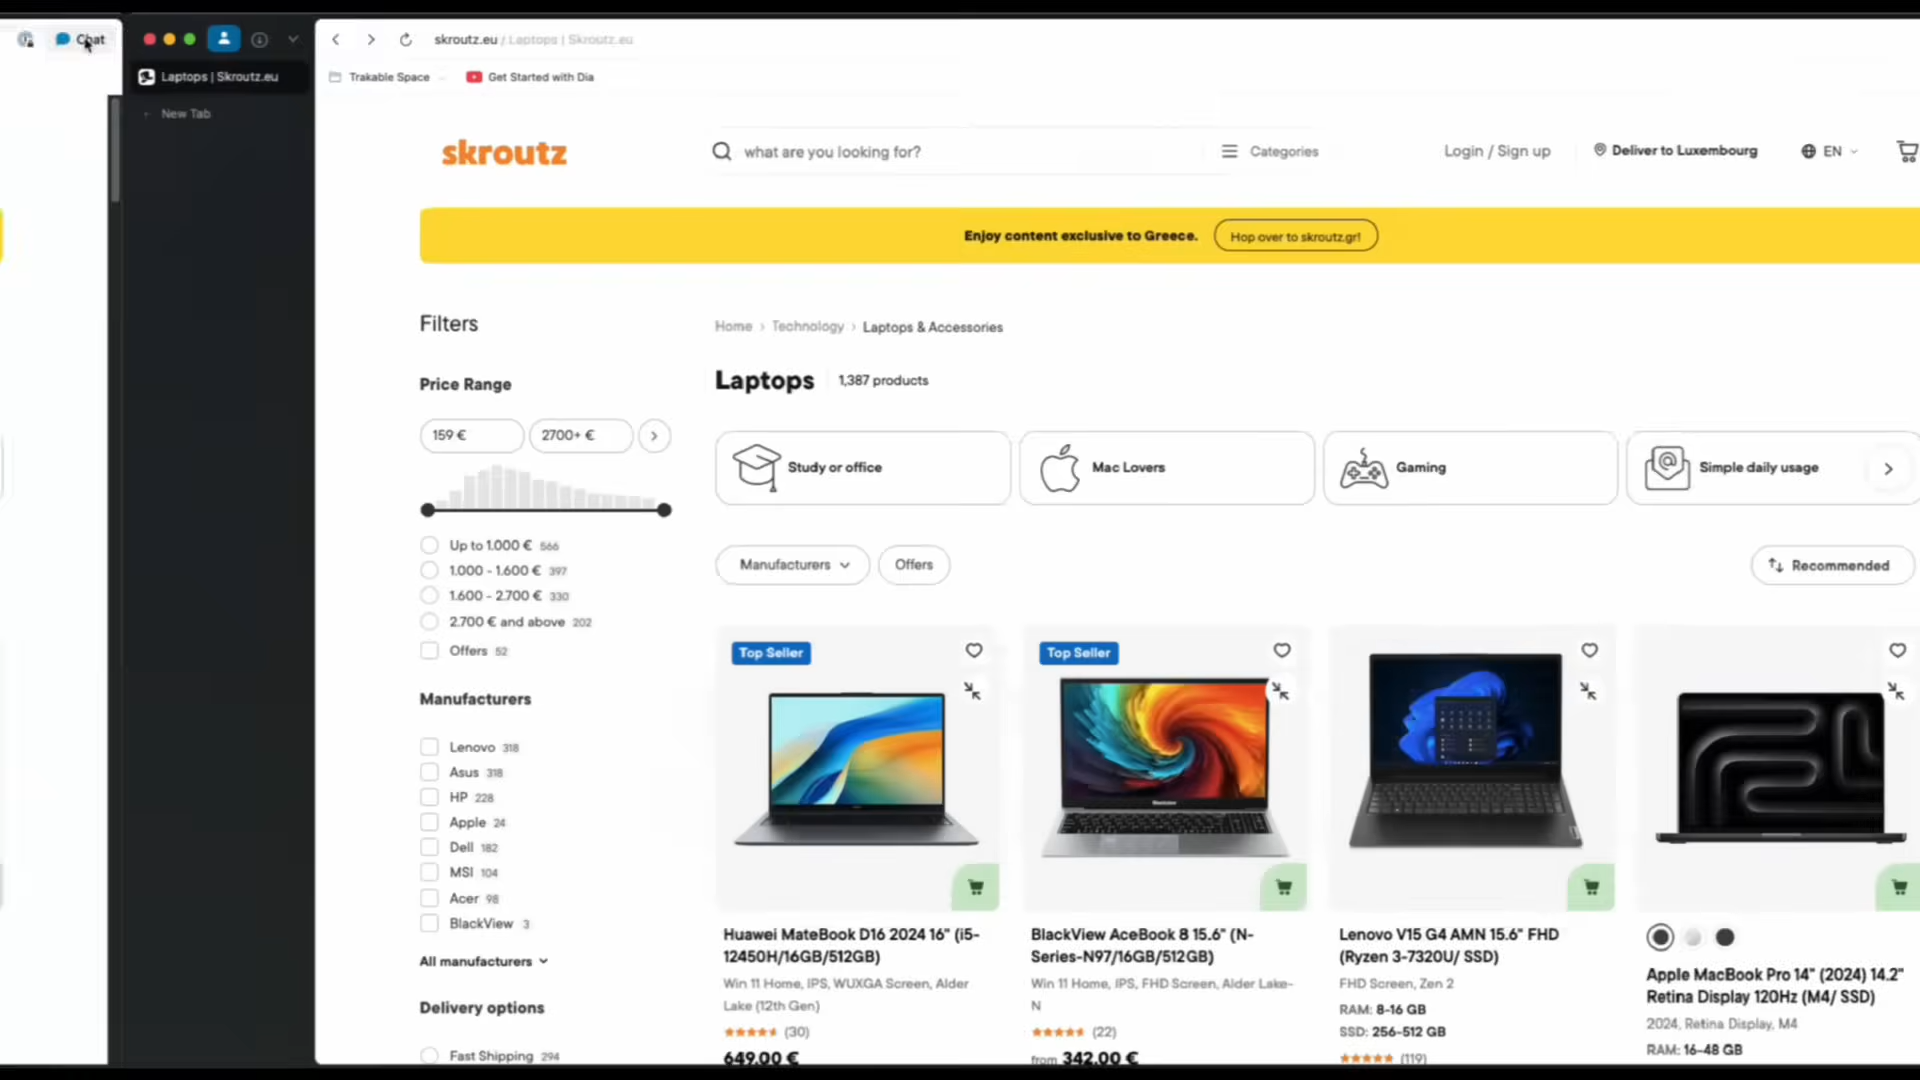 Chat
Laptops | Skroutz.eu
New Tab
skroutz.eu / Laptops | Skroutz.eu
Trakable Space
Get Started with Dia
skroutz
what are you looking for?
Categories
Login / Sign up
Deliver to Luxembourg
EN
Enjoy content exclusive to Greece.
Hop over to skroutz.gr!
Filters
Price Range
159 €
2700+ €
Up to 1.000 € 566
1.000 - 1.600 € 397
1.600 - 2.700 € 330
2.700 € and above 202
Offers 52
Manufacturers
Lenovo 318
Asus 318
HP 228
Apple 24
Dell 182
MSI 104
Acer 98
BlackView 3
All manufacturers
Delivery options
Fast Shipping 294
Home › Technology › Laptops & Accessories
Laptops
1,387 products
Study or office
Mac Lovers
Gaming
Simple daily usage
Manufacturers
Offers
Recommended
Top Seller
Huawei MateBook D16 2024 16" (i5-
12450H/16GB/512GB)
Win 11 Home, IPS, WUXGA Screen, Alder
Lake (12th Gen)
(30)
649.00 €
Top Seller
BlackView AceBook 8 15.6" (N-
Series-N97/16GB/512GB)
Win 11 Home, IPS, FHD Screen, Alder Lake-
N
(22)
from 342.00 €
Lenovo V15 G4 AMN 15.6" FHD
(Ryzen 3-7320U/ SSD)
FHD Screen, Zen 2
RAM: 8-16 GB
SSD: 256-512 GB
(119)
Apple MacBook Pro 14" (2024) 14.2"
Retina Display 120Hz (M4/ SSD)
2024, Retina Display, M4
RAM: 16-48 GB